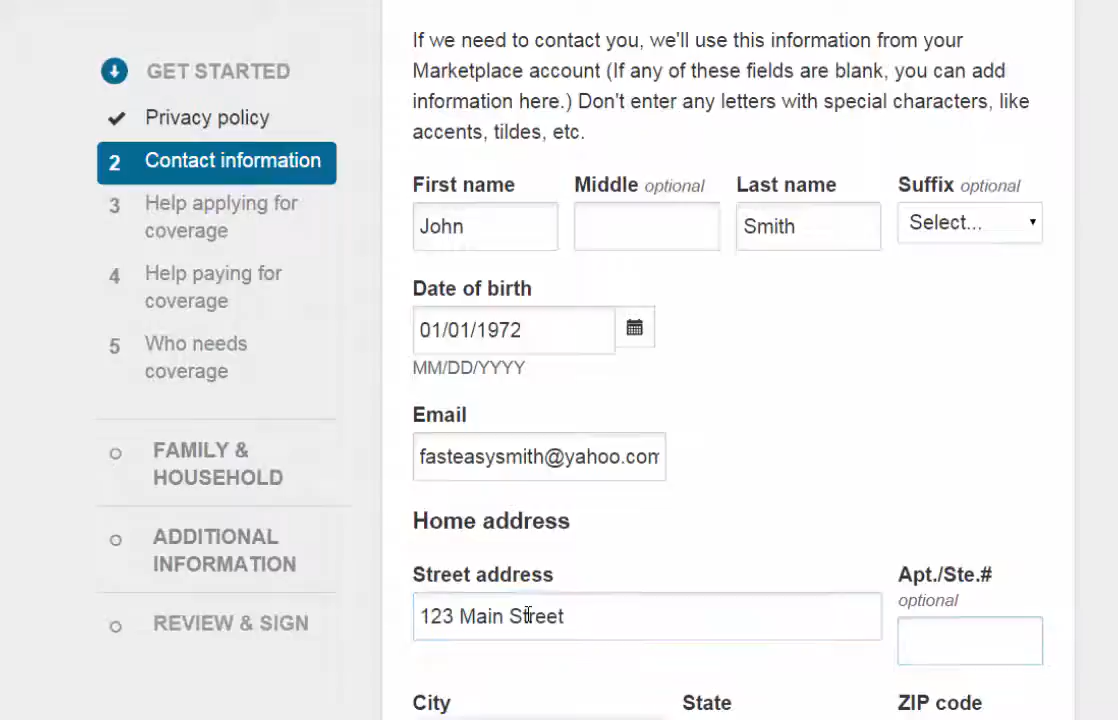 GET STARTED
Privacy policy
2 Contact information
3 Help applying for
coverage
4 Help paying for
coverage
5 Who needs
coverage
FAMILY &
HOUSEHOLD
ADDITIONAL
INFORMATION
REVIEW & SIGN
If we need to contact you, we'll use this information from your
Marketplace account (If any of these fields are blank, you can add
information here.) Don't enter any letters with special characters, like
accents, tildes, etc.
First name Middle optional Last name Suffix optional
John Smith Select...
Date of birth
01/01/1972
MM/DD/YYYY
Email
fasteasysmith@yahoo.com
Home address
Street address Apt./Ste.#
optional
123 Main Street
City State ZIP code